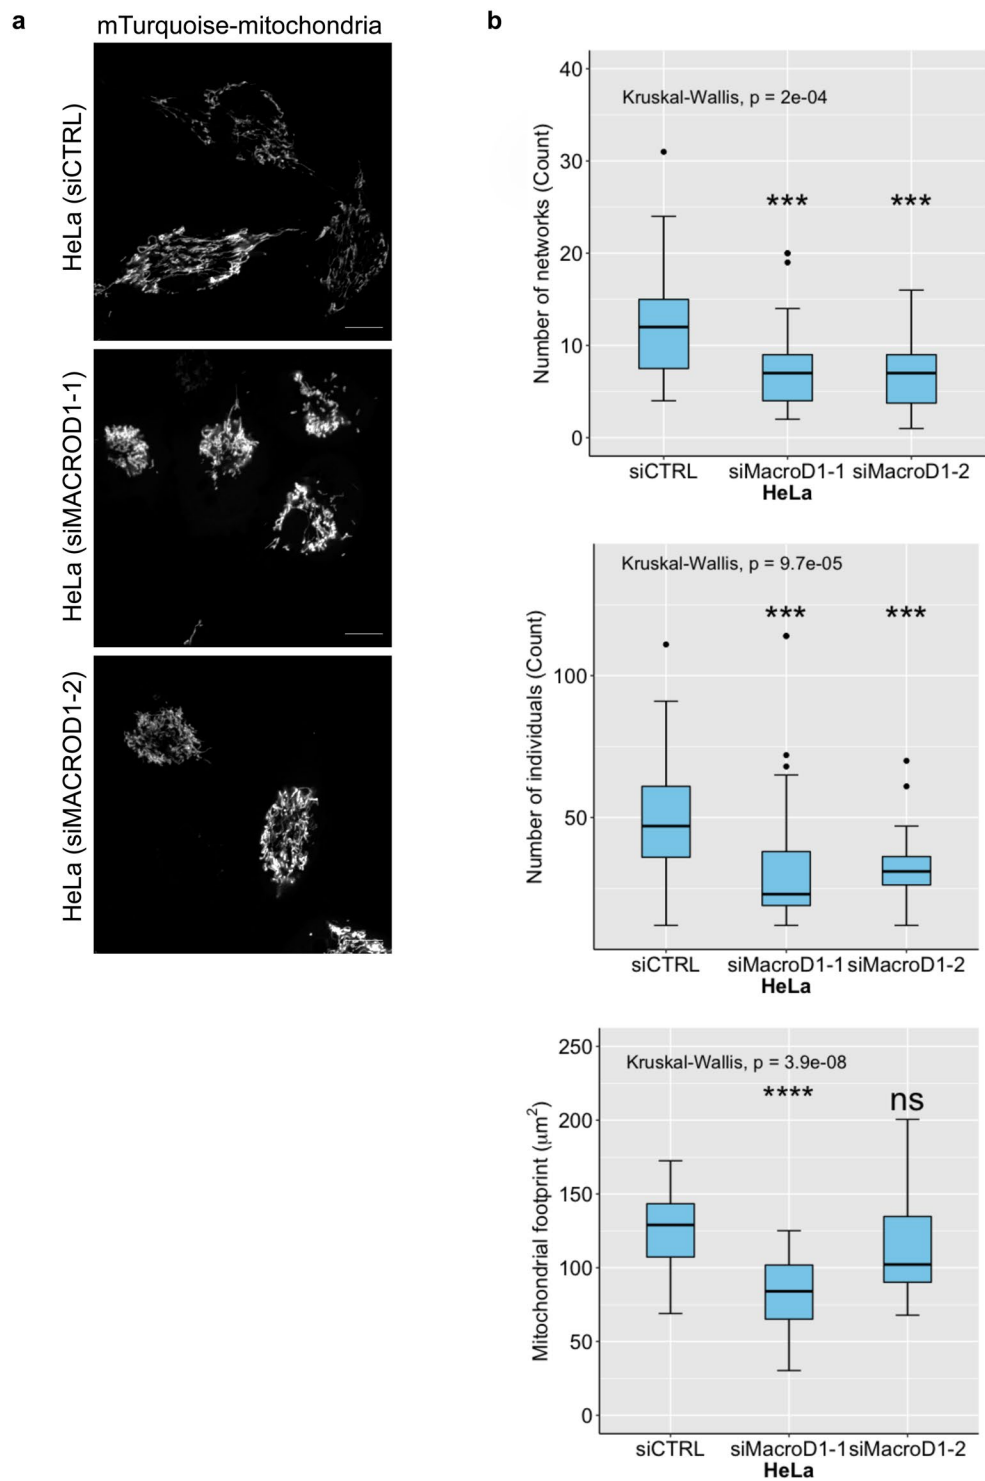 a
mTurquoise-mitochondria
HeLa (siCTRL)
HeLa (siMACROD1-1)
HeLa (siMACROD1-2)
b
40
30
20
10
0
Number of networks (Count)
Kruskal-Wallis, p = 2e-04
***
***
siCTRL
siMacroD1-1
siMacroD1-2
HeLa
100
50
Number of individuals (Count)
Kruskal-Wallis, p = 9.7e-05
***
***
siCTRL
siMacroD1-1
siMacroD1-2
HeLa
250
200
150
100
50
0
Mitochondrial footprint (μm²)
Kruskal-Wallis, p = 3.9e-08
****
ns
siCTRL
siMacroD1-1
siMacroD1-2
HeLa